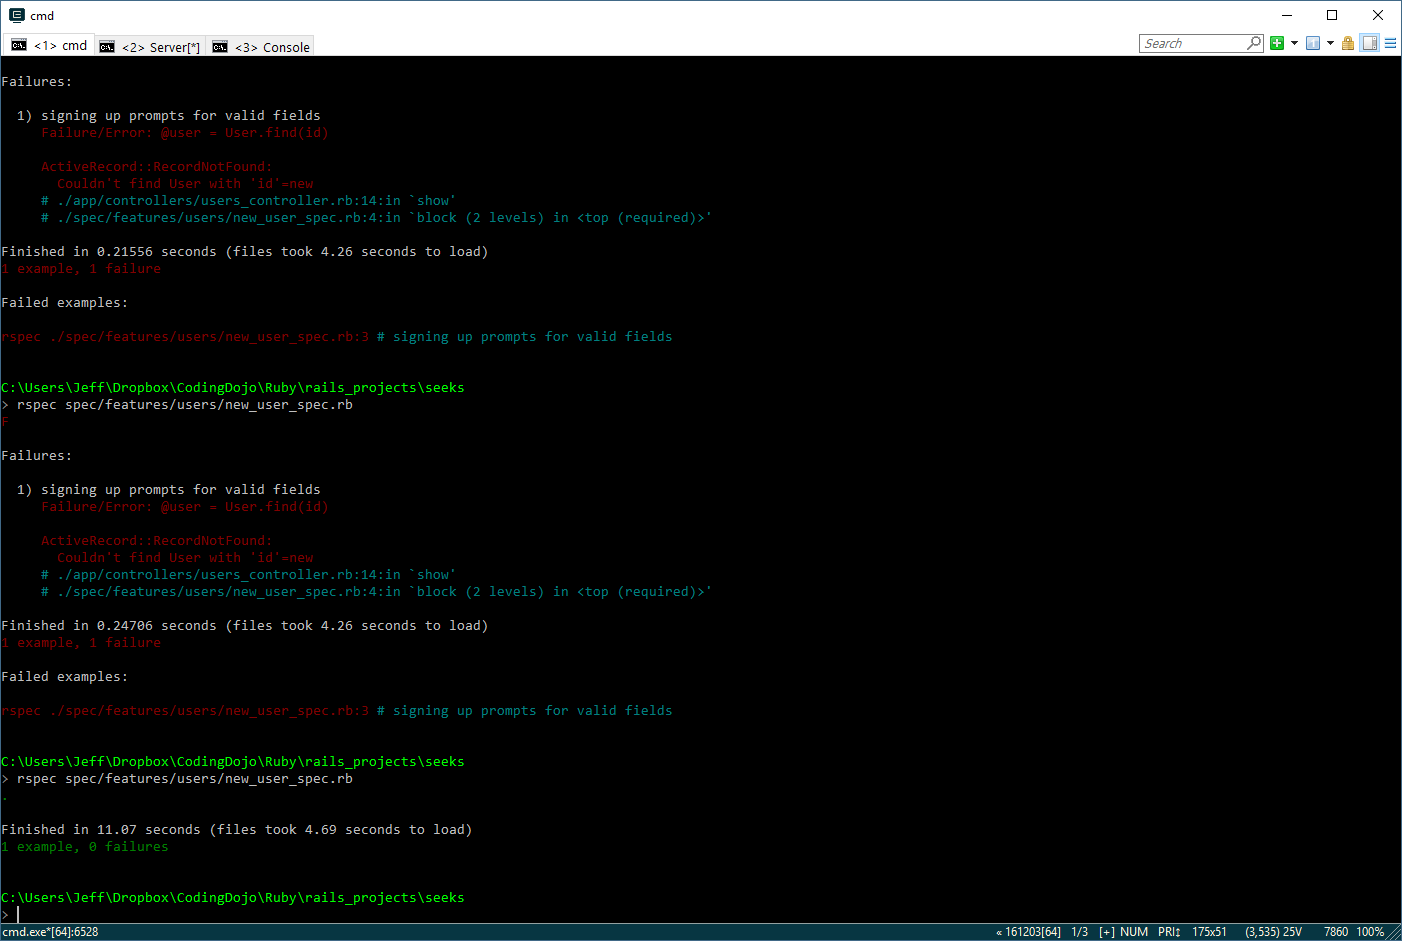 cmd
<1> cmd
<2> Server[*]
<3> Console
Search
Failures:
1) signing up prompts for valid fields
Failure/Error: @user = User.find(id)
ActiveRecord::RecordNotFound:
Couldn't find User with 'id'=new
# ./app/controllers/users_controller.rb:14:in `show'
# ./spec/features/users/new_user_spec.rb:4:in `block (2 levels) in <top (required)>'
Finished in 0.21556 seconds (files took 4.26 seconds to load)
1 example, 1 failure
Failed examples:
rspec ./spec/features/users/new_user_spec.rb:3 # signing up prompts for valid fields
C:\Users\Jeff\Dropbox\CodingDojo\Ruby\rails_projects\seeks
> rspec spec/features/users/new_user_spec.rb
F
Failures:
1) signing up prompts for valid fields
Failure/Error: @user = User.find(id)
ActiveRecord::RecordNotFound:
Couldn't find User with 'id'=new
# ./app/controllers/users_controller.rb:14:in `show'
# ./spec/features/users/new_user_spec.rb:4:in `block (2 levels) in <top (required)>'
Finished in 0.24706 seconds (files took 4.26 seconds to load)
1 example, 1 failure
Failed examples:
rspec ./spec/features/users/new_user_spec.rb:3 # signing up prompts for valid fields
C:\Users\Jeff\Dropbox\CodingDojo\Ruby\rails_projects\seeks
> rspec spec/features/users/new_user_spec.rb
.
Finished in 11.07 seconds (files took 4.69 seconds to load)
1 example, 0 failures
C:\Users\Jeff\Dropbox\CodingDojo\Ruby\rails_projects\seeks
>
cmd.exe*[64]:6528 « 161203[64] 1/3 [+] NUM PRI↕ 175x51 (3,535) 25V 7860 100%